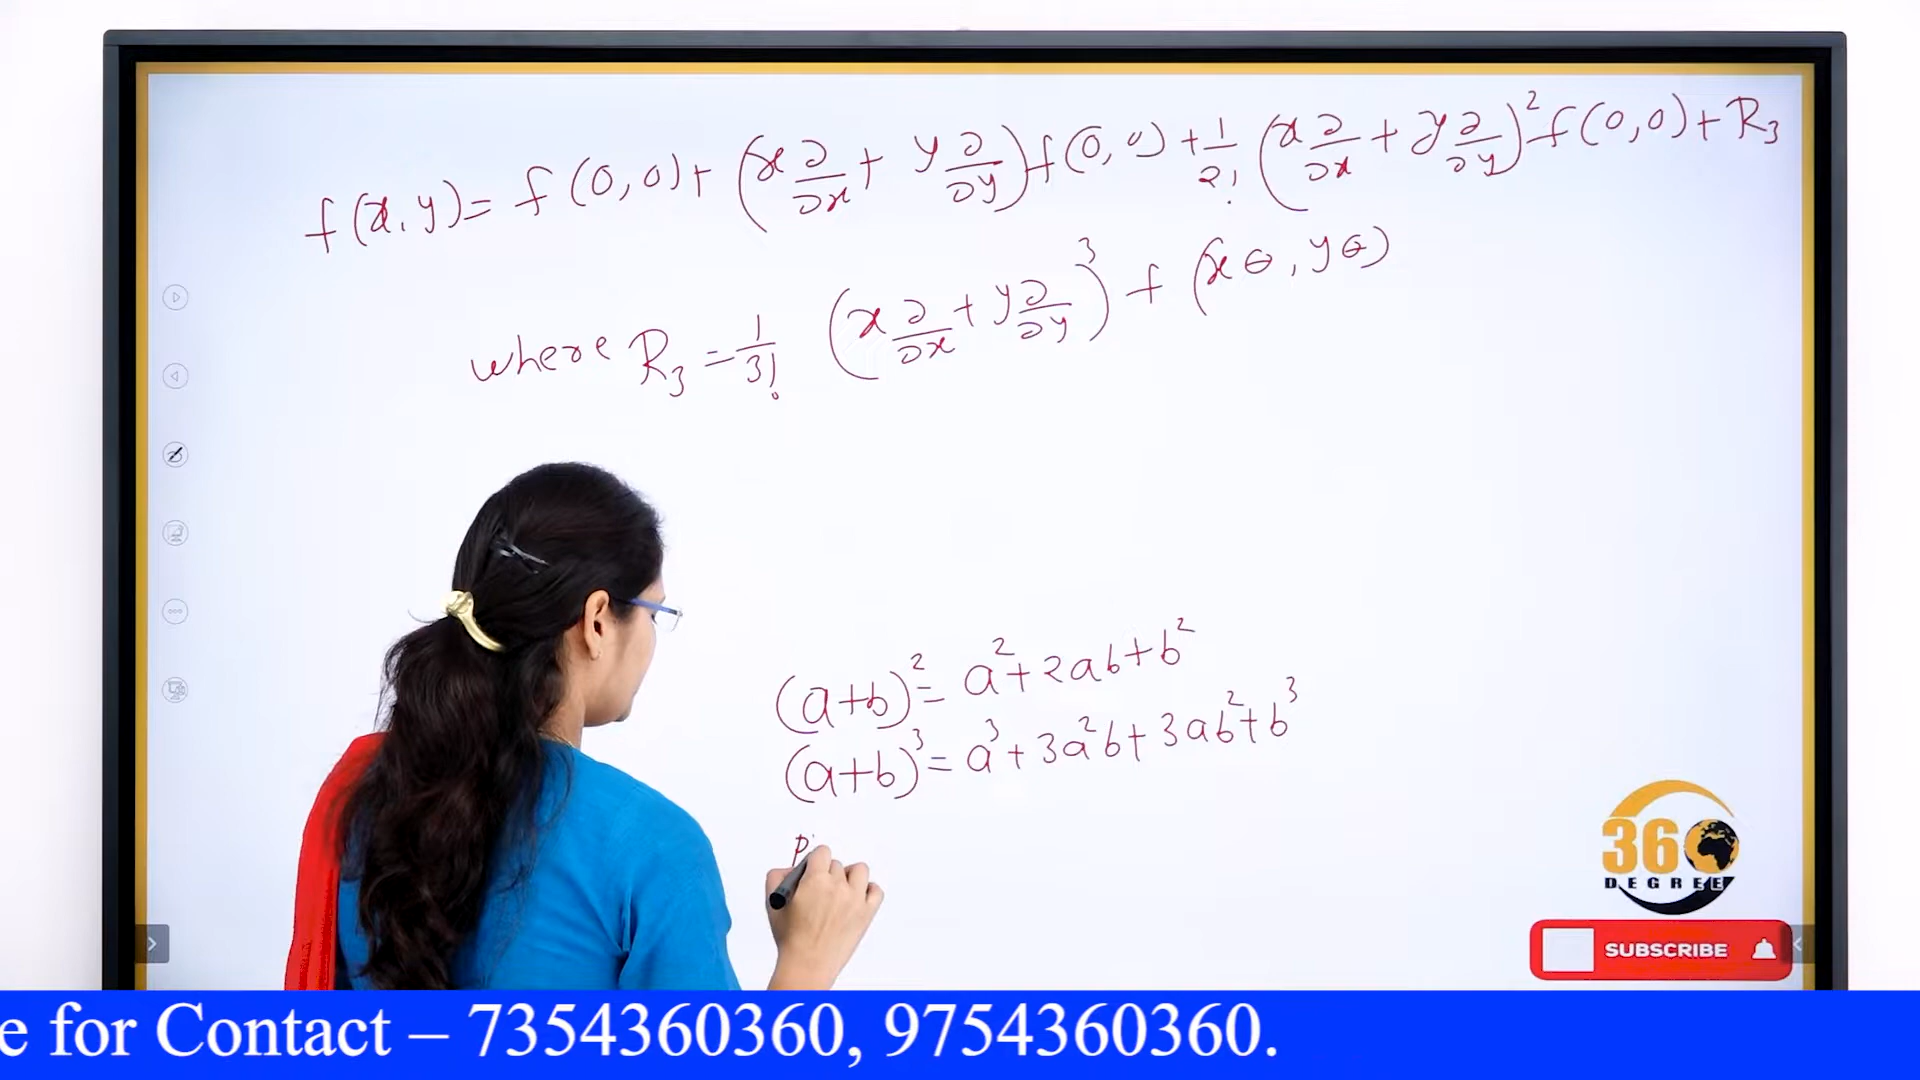 f(x,y) = f(0,0) + (x ∂/∂x + y ∂/∂y) f(0,0) + 1/2! (x ∂/∂x + y ∂/∂y)² f(0,0) + R₃
where R₃ = 1/3! (x ∂/∂x + y ∂/∂y)³ f(xθ, yθ)
(a+b)² = a² + 2ab + b²
(a+b)³ = a³ + 3a²b + 3ab² + b³
360
DEGREE
SUBSCRIBE
e for Contact – 7354360360, 9754360360.